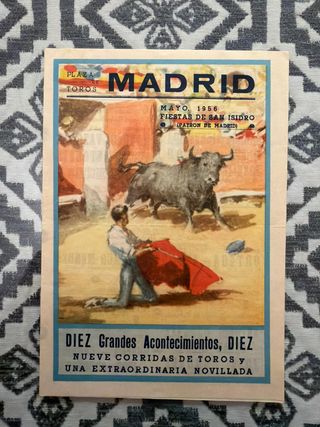 PLAZA
DE
TOROS
MADRID
MAYO, 1956
FIESTAS DE SAN ISIDRO
(PATRON DE MADRID)
DIEZ Grandes Acontecimientos, DIEZ
NUEVE CORRIDAS DE TOROS y
UNA EXTRAORDINARIA NOVILLADA